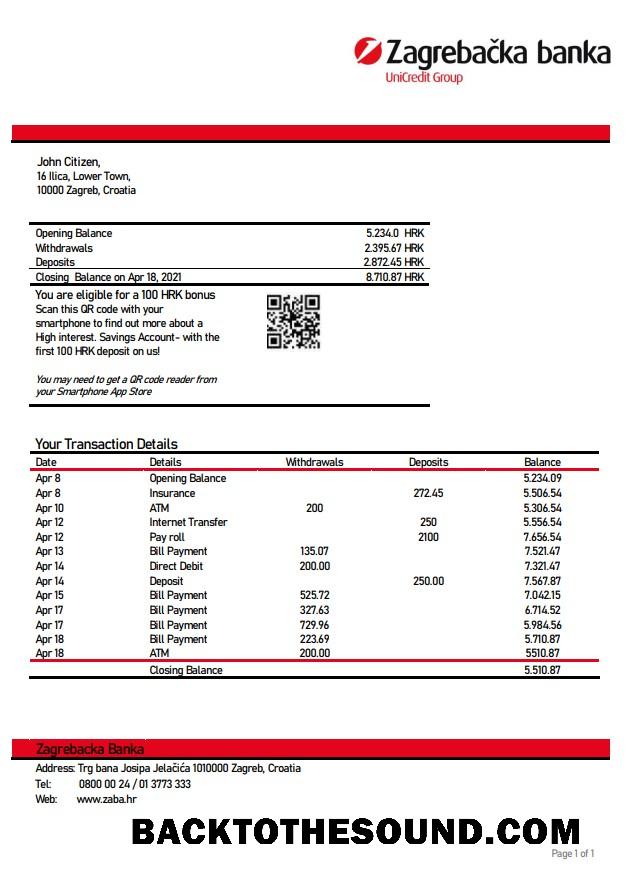 Zagrebačka banka
UniCredit Group
John Citizen,
16 Ilica, Lower Town,
10000 Zagreb, Croatia
Opening Balance 5.234.0 HRK
Withdrawals 2.395.67 HRK
Deposits 2.872.45 HRK
Closing Balance on Apr 18, 2021 8.710.87 HRK
You are eligible for a 100 HRK bonus
Scan this QR code with your
smartphone to find out more about a
High interest. Savings Account- with the
first 100 HRK deposit on us!
You may need to get a QR code reader from
your Smartphone App Store
Your Transaction Details
Date Details Withdrawals Deposits Balance
Apr 8 Opening Balance 5.234.09
Apr 8 Insurance 272.45 5.506.54
Apr 10 ATM 200 5.306.54
Apr 12 Internet Transfer 250 5.556.54
Apr 12 Pay roll 2100 7.656.54
Apr 13 Bill Payment 135.07 7.521.47
Apr 14 Direct Debit 200.00 7.321.47
Apr 14 Deposit 250.00 7.567.87
Apr 15 Bill Payment 525.72 7.042.15
Apr 17 Bill Payment 327.63 6.714.52
Apr 17 Bill Payment 729.96 5.984.56
Apr 18 Bill Payment 223.69 5.710.87
Apr 18 ATM 200.00 5510.87
Closing Balance 5.510.87
Zagrebacka Banka
Address: Trg bana Josipa Jelačića 1010000 Zagreb, Croatia
Tel: 0800 00 24 / 01 3773 333
Web: www.zaba.hr
BACKTOTHESOUND.COM
Page 1 of 1